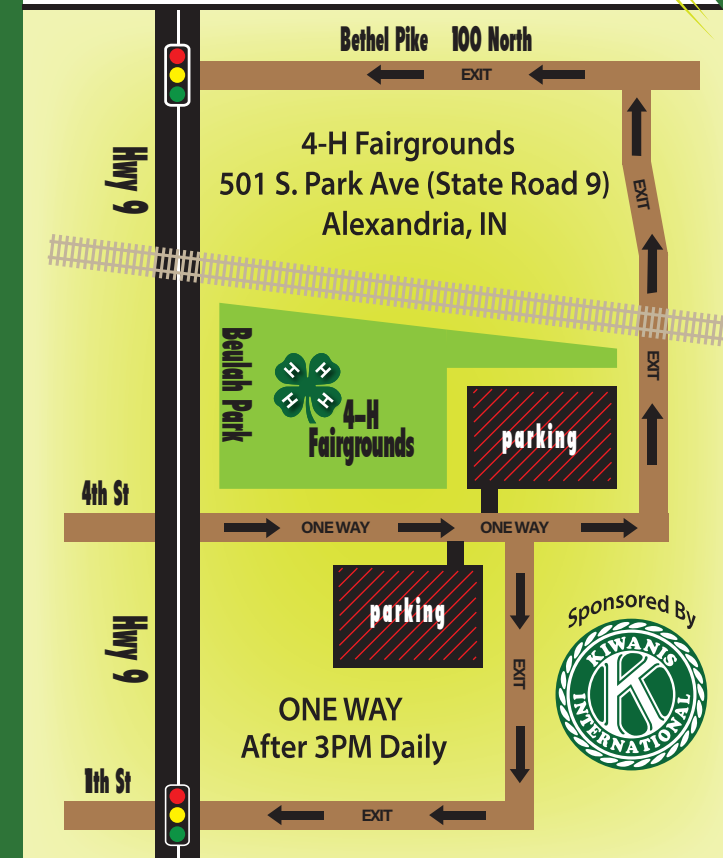 Bethel Pike 100 North
EXIT
4-H Fairgrounds
501 S. Park Ave (State Road 9)
Alexandria, IN
Hwy 9
EXIT
EXIT
Beulah Park
H H
H H
4-H
Fairgrounds
parking
4th St
ONE WAY
ONE WAY
parking
Hwy 9
EXIT
Sponsored By
KIWANIS
K
INTERNATIONAL
ONE WAY
After 3PM Daily
11th St
EXIT